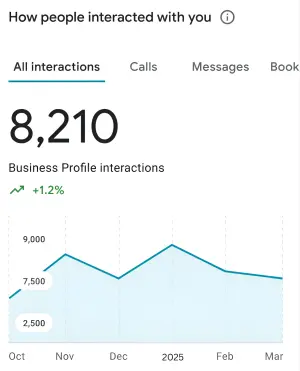 How people interacted with you
All interactions Calls Messages Book
8,210
Business Profile interactions
+1.2%
9,000
7,500
2,500
Oct Nov Dec 2025 Feb Mar